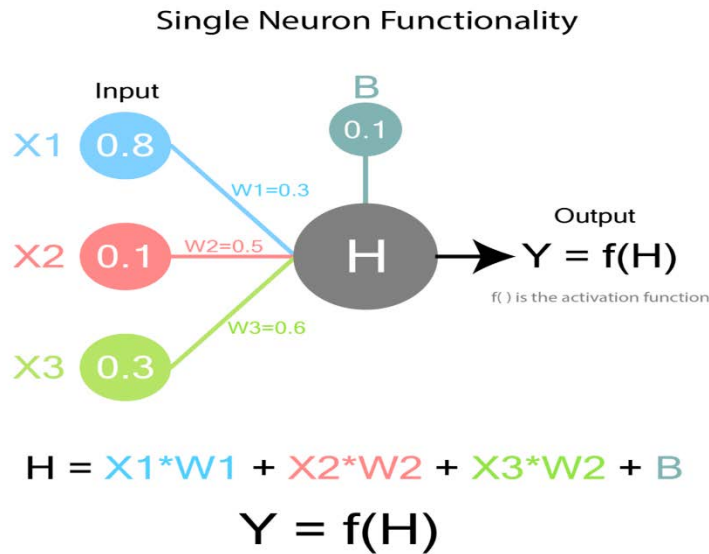 Single Neuron Functionality
Input
B
X1
0.8
0.1
W1=0.3
X2
0.1
W2=0.5
H
Output
Y = f(H)
f( ) is the activation function
W3=0.6
X3
0.3
H = X1*W1 + X2*W2 + X3*W2 + B
Y = f(H)